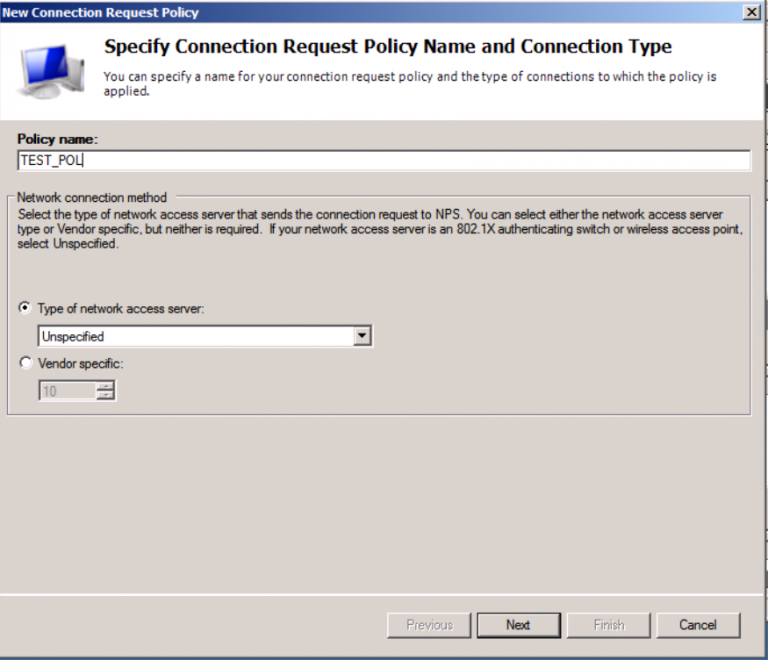 New Connection Request Policy
Specify Connection Request Policy Name and Connection Type
You can specify a name for your connection request policy and the type of connections to which the policy is
applied.
Policy name:
TEST_POL
Network connection method
Select the type of network access server that sends the connection request to NPS. You can select either the network access server
type or Vendor specific, but neither is required.  If your network access server is an 802.1X authenticating switch or wireless access point,
select Unspecified.
Type of network access server:
Unspecified
Vendor specific:
10
Previous
Next
Finish
Cancel